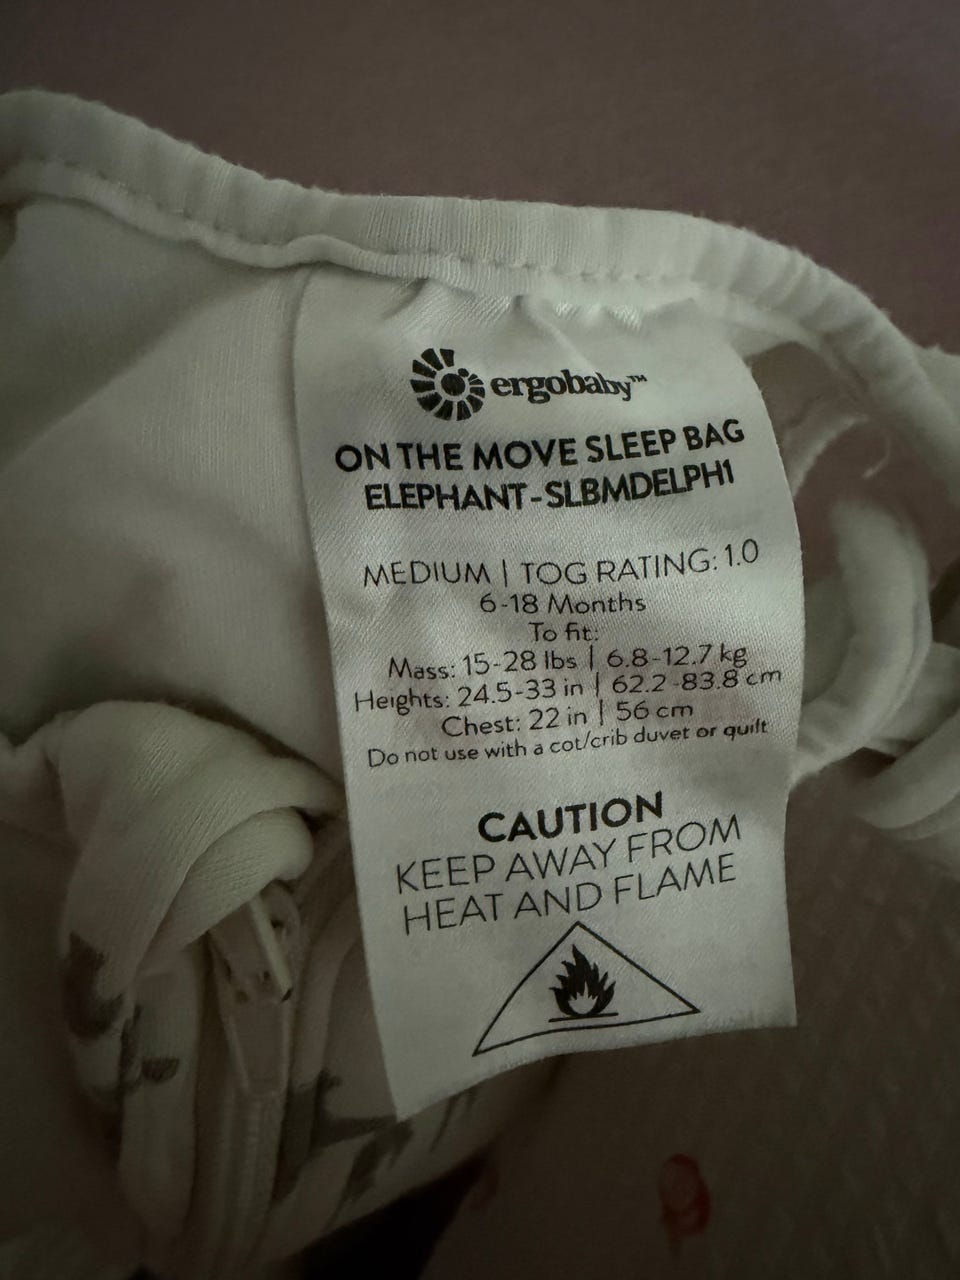 ergobaby™
ON THE MOVE SLEEP BAG
ELEPHANT-SLBMDELPH1
MEDIUM | TOG RATING: 1.0
6-18 Months
To fit:
Mass: 15-28 lbs | 6.8-12.7 kg
Heights: 24.5-33 in | 62.2-83.8 cm
Chest: 22 in | 56 cm
Do not use with a cot/crib duvet or quilt
CAUTION
KEEP AWAY FROM
HEAT AND FLAME